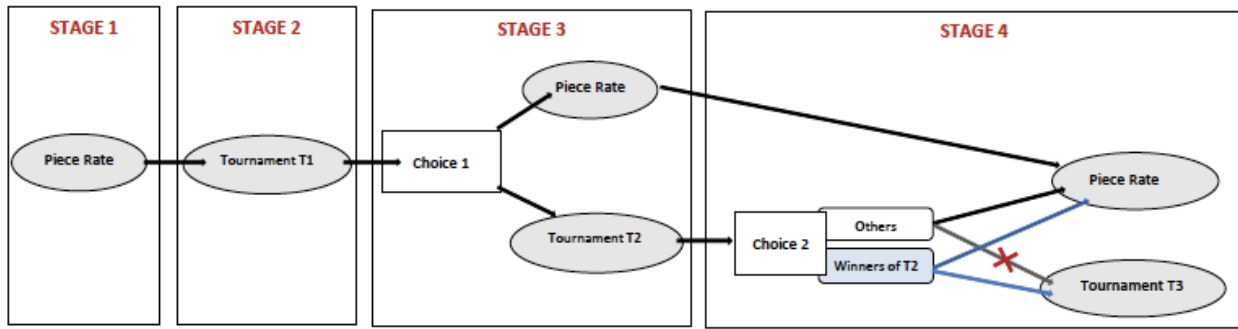 STAGE 1
STAGE 2
STAGE 3
STAGE 4
Piece Rate
Tournament T1
Choice 1
Piece Rate
Tournament T2
Choice 2
Others
Winners of T2
Piece Rate
Tournament T3